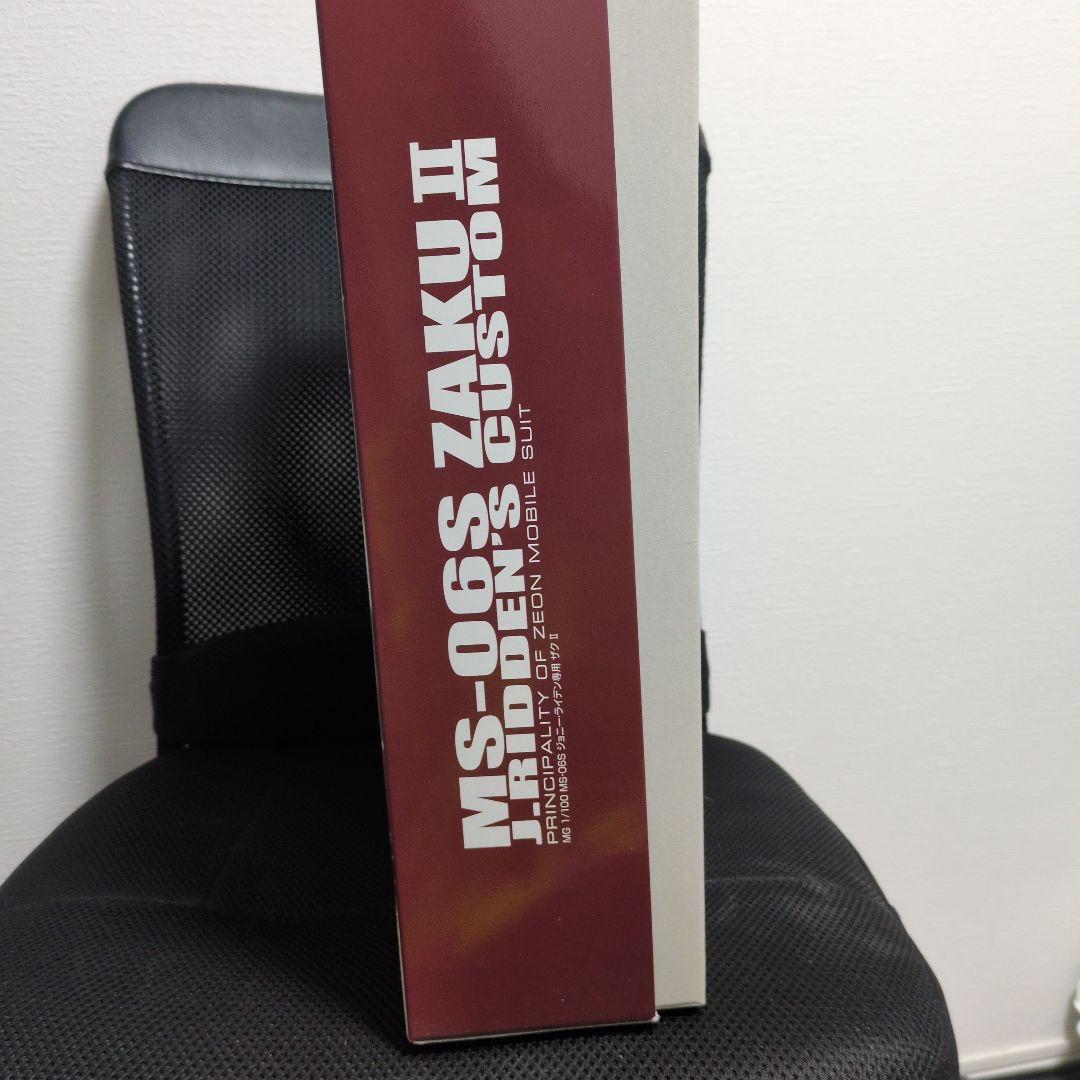 MS-06S ZAKU II
J-RIDDEN'S CUSTOM
PRINCIPALITY OF ZEON MOBILE SUIT
MG 1/100 MS-06S ジョニー・ライデン専用 ザクⅡ